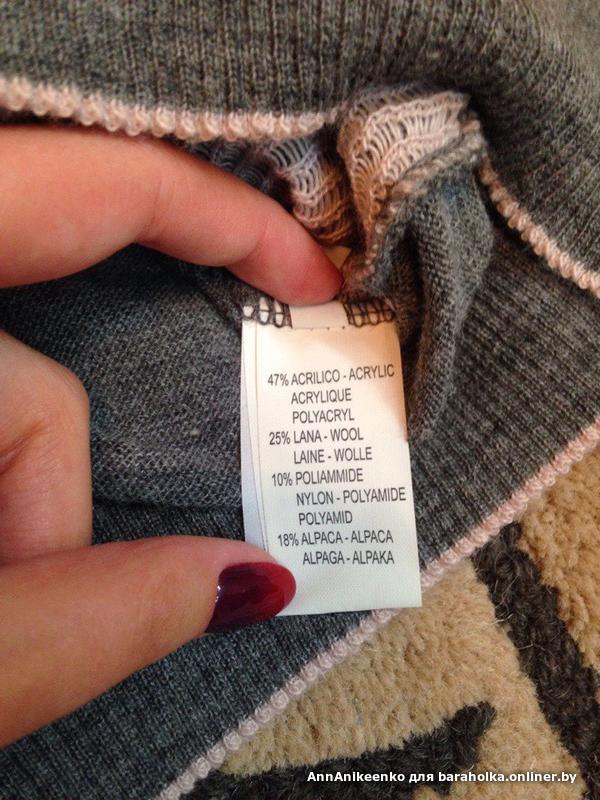 47% ACRILICO - ACRYLIC
ACRYLIQUE
POLYACRYL
25% LANA - WOOL
LAINE - WOLLE
10% POLIAMMIDE
NYLON - POLYAMIDE
POLYAMID
18% ALPACA - ALPACA
ALPAGA - ALPAKA
AnnAnikeenko для baraholka.onliner.by